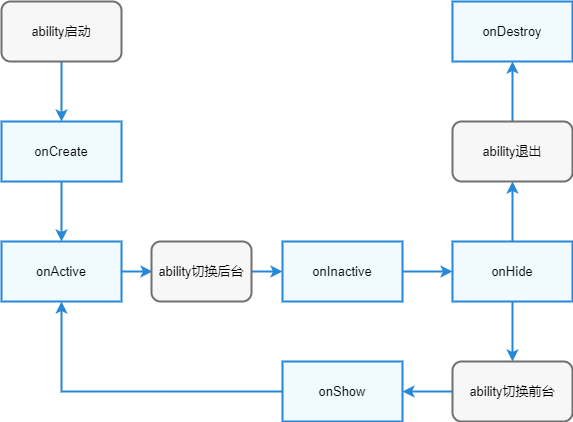 ability启动
onDestroy
onCreate
ability退出
onActive
ability切换后台
onInactive
onHide
onShow
ability切换前台